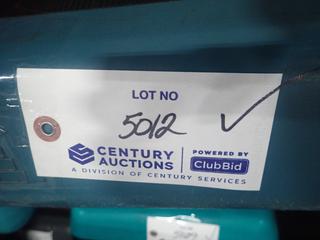 LOT NO
5012
CENTURY AUCTIONS
POWERED BY
ClubBid
A DIVISION OF CENTURY SERVICES